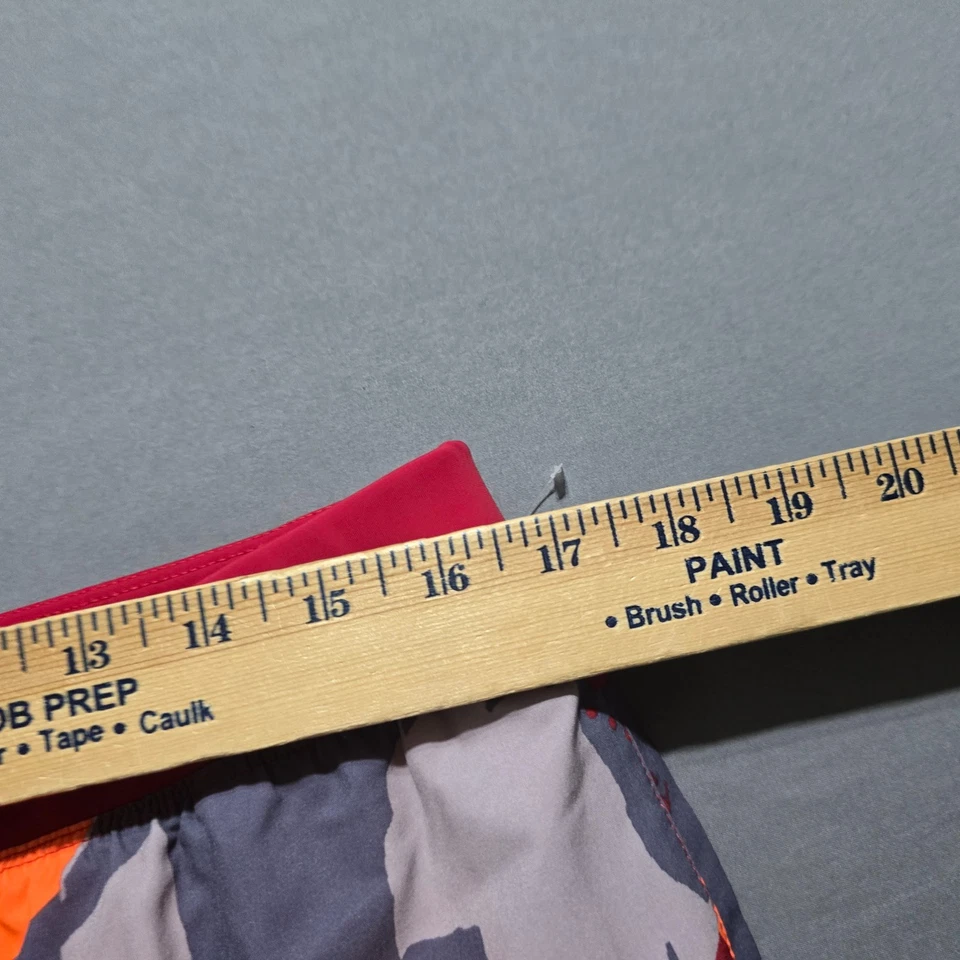 13 14 15 16 17 18 19 20
PAINT
• Brush • Roller • Tray
OB PREP
r • Tape • Caulk